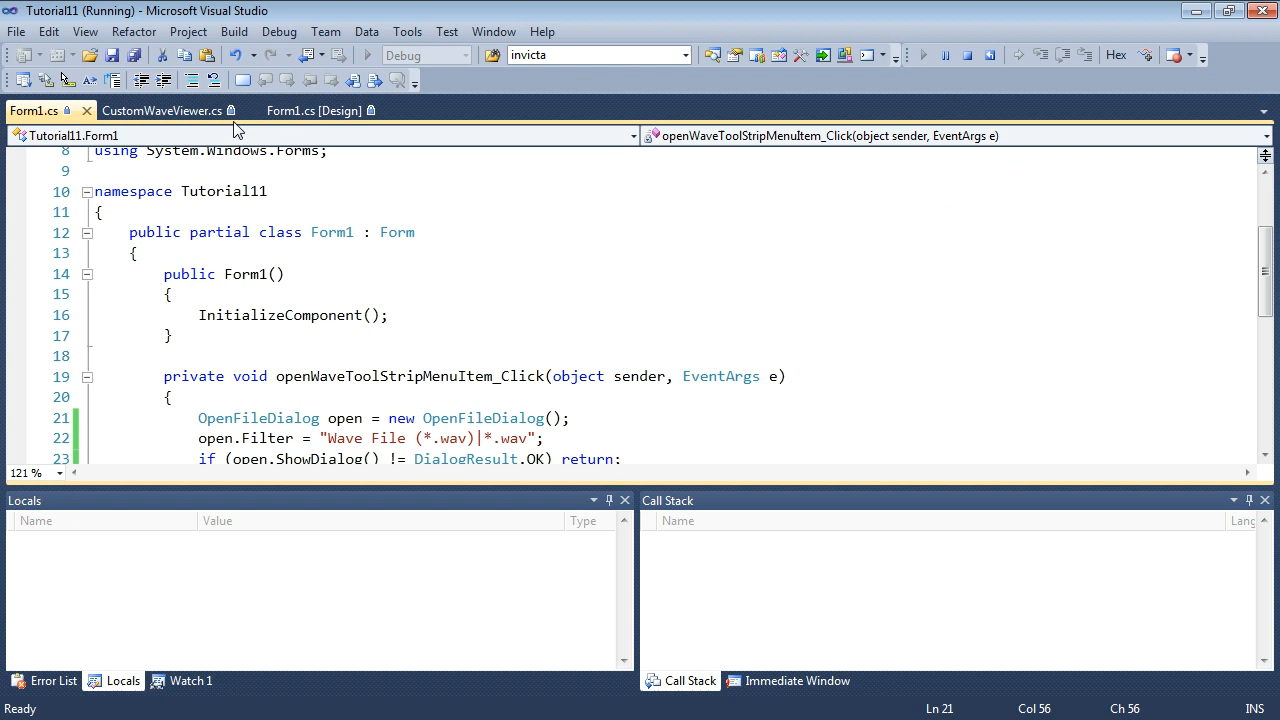 Tutorial11 (Running) - Microsoft Visual Studio
File Edit View Refactor Project Build Debug Team Data Tools Test Window Help
Debug invicta Hex
Form1.cs CustomWaveViewer.cs Form1.cs [Design]
Tutorial11.Form1 openWaveToolStripMenuItem_Click(object sender, EventArgs e)
8 using System.Windows.Forms;
9
10 namespace Tutorial11
11 {
12 public partial class Form1 : Form
13 {
14 public Form1()
15 {
16 InitializeComponent();
17 }
18
19 private void openWaveToolStripMenuItem_Click(object sender, EventArgs e)
20 {
21 OpenFileDialog open = new OpenFileDialog();
22 open.Filter = "Wave File (*.wav)|*.wav";
23 if (open.ShowDialog() != DialogResult.OK) return;
121 %
Locals Call Stack
Name Value Type Name Lang
Error List Locals Watch 1 Call Stack Immediate Window
Ready Ln 21 Col 56 Ch 56 INS